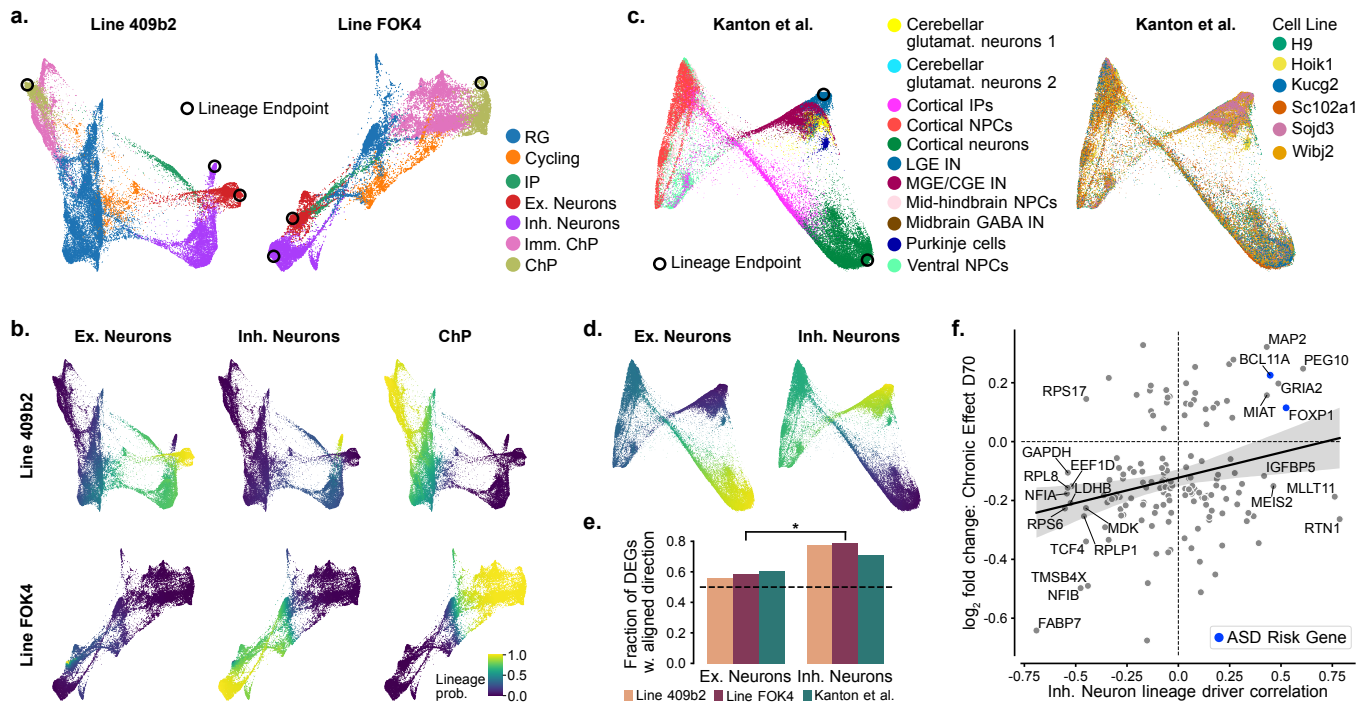 a.
Line 409b2
Line FOK4
Lineage Endpoint
RG
Cycling
IP
Ex. Neurons
Inh. Neurons
Imm. ChP
ChP
c.
Kanton et al.
Cerebellar
glutamat. neurons 1
Cerebellar
glutamat. neurons 2
Cortical IPs
Cortical NPCs
Cortical neurons
LGE IN
MGE/CGE IN
Mid-hindbrain NPCs
Midbrain GABA IN
Purkinje cells
Ventral NPCs
Lineage Endpoint
Kanton et al.
Cell Line
H9
Hoik1
Kucg2
Sc102a1
Sojd3
Wibj2
b.
Ex. Neurons
Inh. Neurons
ChP
Line 409b2
Line FOK4
Lineage
prob.
1.0
0.5
0.0
d.
Ex. Neurons
Inh. Neurons
e.
Fraction of DEGs
w. aligned direction
0.8
0.6
0.4
0.2
0.0
*
Ex. Neurons
Inh. Neurons
Line 409b2
Line FOK4
Kanton et al.
f.
log2 fold change: Chronic Effect D70
0.2
0.0
-0.2
-0.4
-0.6
MAP2
BCL11A
PEG10
RPS17
GRIA2
MIAT
FOXP1
GAPDH
EEF1D
RPL8
LDHB
NFIA
RPS6
MDK
TCF4
RPLP1
TMSB4X
NFIB
FABP7
IGFBP5
MLLT11
MEIS2
RTN1
ASD Risk Gene
-0.75
-0.5
-0.25
0.0
0.25
0.5
0.75
Inh. Neuron lineage driver correlation